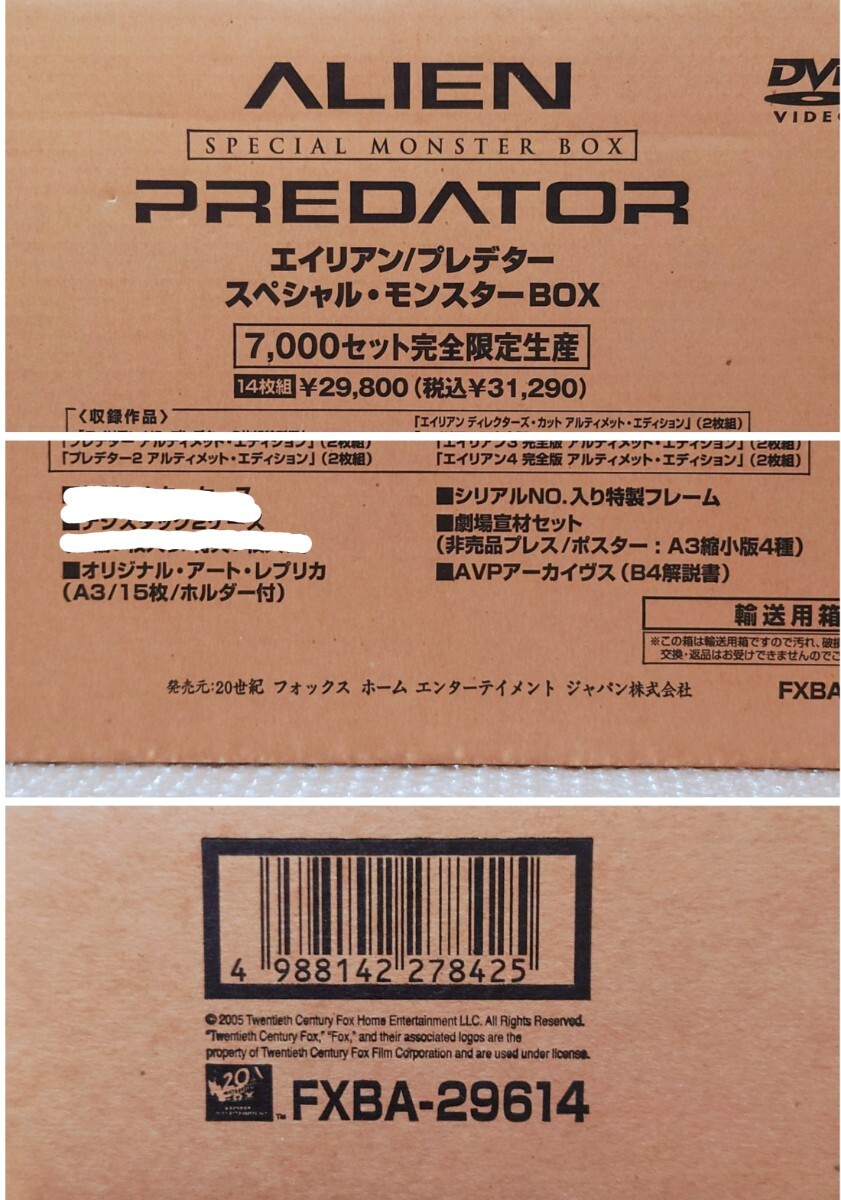 ALIEN
DVD
VIDEO
SPECIAL MONSTER BOX
PREDATOR
エイリアン/プレデター
スペシャル・モンスターBOX
7,000セット完全限定生産
14枚組 ¥29,800(税込¥31,290)
〈収録作品〉
「エイリアン ディレクターズ・カット アルティメット・エディション」(2枚組)
「プレデター アルティメット・エディション」(2枚組)
「エイリアン3 完全版 アルティメット・エディション」(2枚組)
「プレデター2 アルティメット・エディション」(2枚組)
「エイリアン4 完全版 アルティメット・エディション」(2枚組)
■オリジナル・アート・レプリカ
(A3/15枚/ホルダー付)
■シリアルNO.入り特製フレーム
■劇場宣材セット
(非売品プレス/ポスター:A3縮小版4種)
■AVPアーカイヴス(B4解説書)
輸送用箱
※この箱は輸送用箱ですので汚れ、破損
交換・返品はお受けできませんのでご
発売元:20世紀 フォックス ホーム エンターテイメント ジャパン株式会社
FXBA
4 988142 278425
©2005 Twentieth Century Fox Home Entertainment LLC. All Rights Reserved.
"Twentieth Century Fox," "Fox," and their associated logos are the
property of Twentieth Century Fox Film Corporation and are used under license.
20
™ FXBA-29614